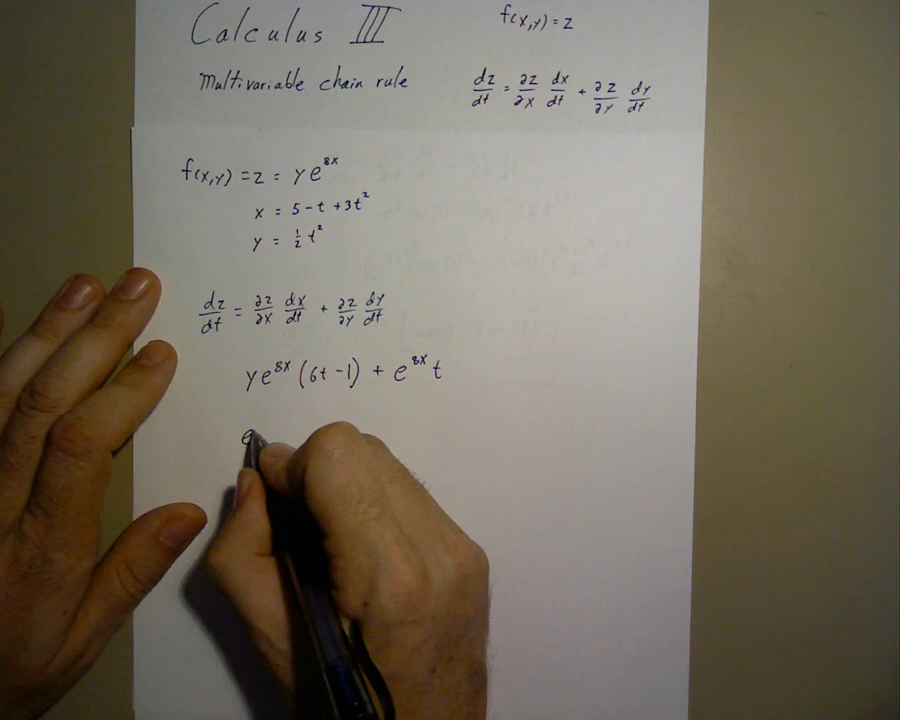 Calculus III
f(x,y) = z
Multivariable chain rule
dz/dt = ∂z/∂x dx/dt + ∂z/∂y dy/dt
f(x,y) = z = ye^8x
x = 5-t+3t^2
y = 1/2 t^2
dz/dt = ∂z/∂x dx/dt + ∂z/∂y dy/dt
ye^8x (6t-1) + e^8x t
e